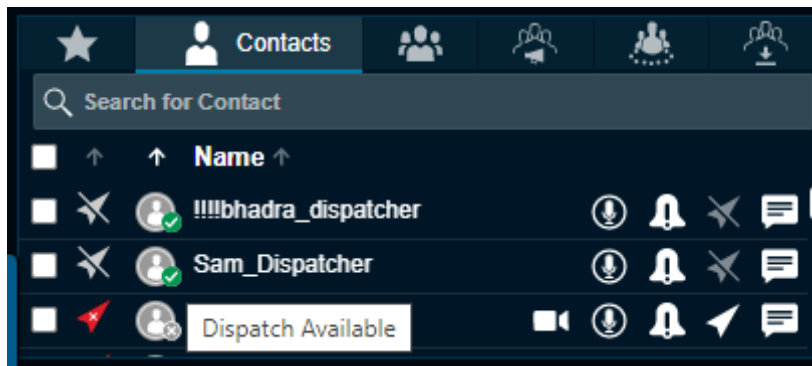 Contacts
Search for Contact
Name
!!!!bhadra_dispatcher
Sam_Dispatcher
Dispatch Available